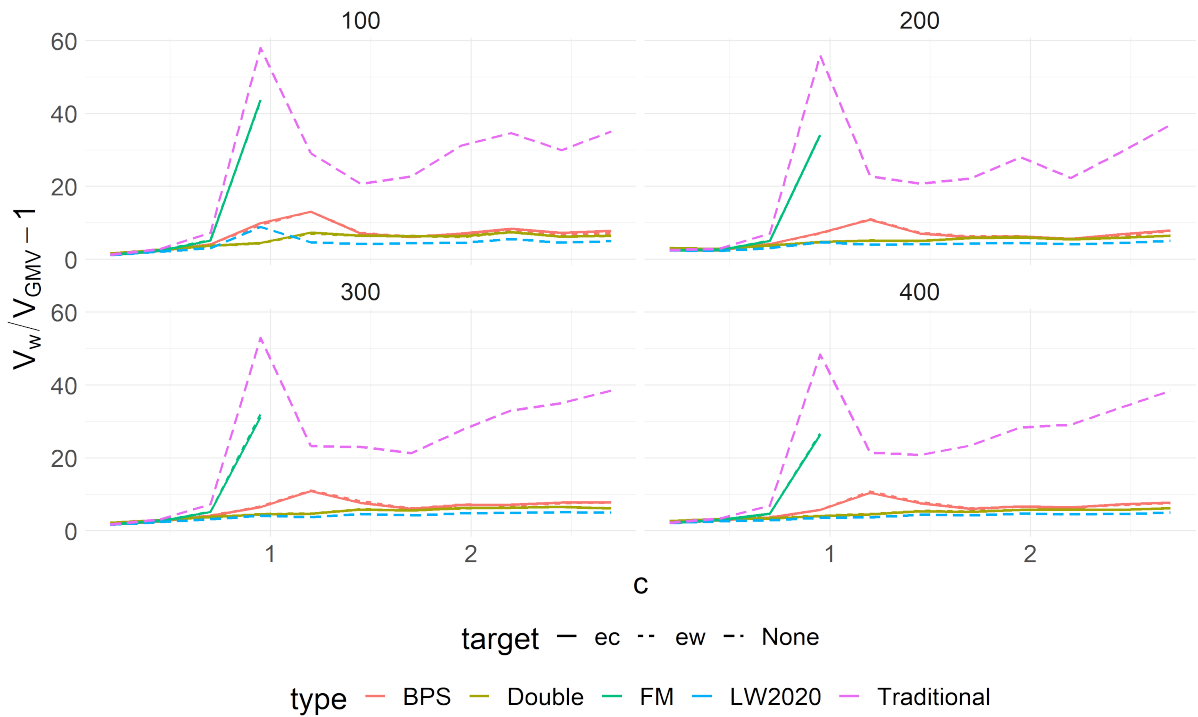 100 200
60
40
20
0
300 400
60
40
20
0
V_w/V_GMV − 1
1 2 1 2
c
target ec ew None
type BPS Double FM LW2020 Traditional